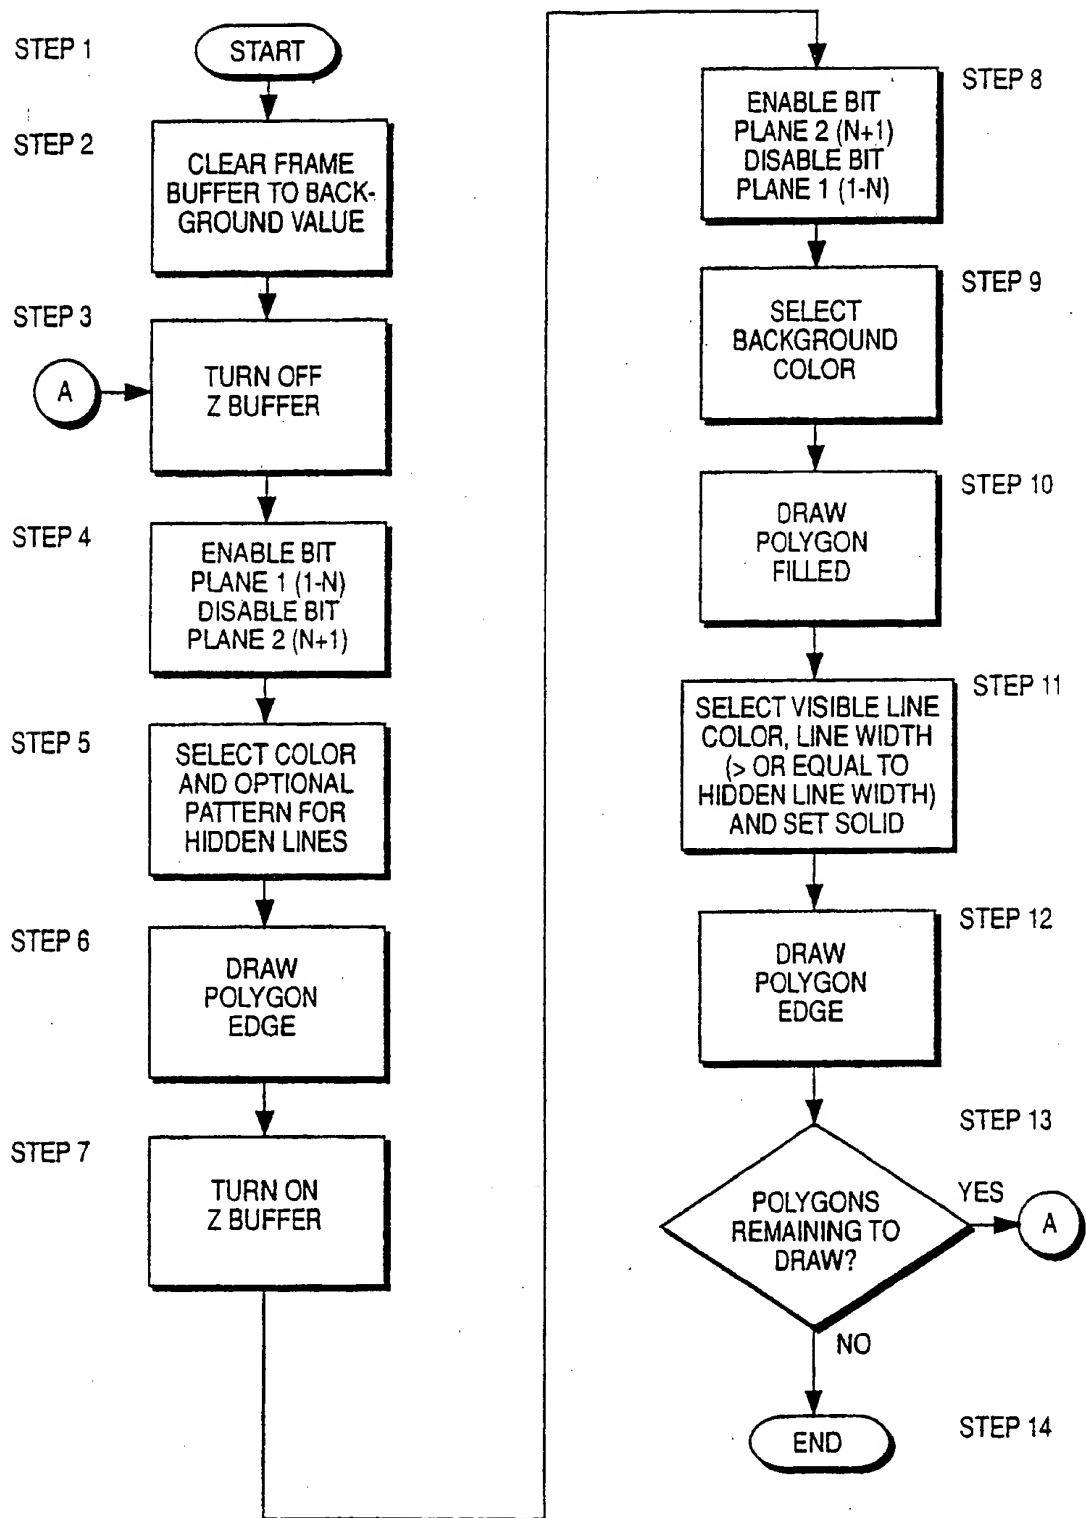 STEP 1
START
STEP 2
CLEAR FRAME
BUFFER TO BACK-
GROUND VALUE
STEP 3
A
TURN OFF
Z BUFFER
STEP 4
ENABLE BIT
PLANE 1 (1-N)
DISABLE BIT
PLANE 2 (N+1)
STEP 5
SELECT COLOR
AND OPTIONAL
PATTERN FOR
HIDDEN LINES
STEP 6
DRAW
POLYGON
EDGE
STEP 7
TURN ON
Z BUFFER
STEP 8
ENABLE BIT
PLANE 2 (N+1)
DISABLE BIT
PLANE 1 (1-N)
STEP 9
SELECT
BACKGROUND
COLOR
STEP 10
DRAW
POLYGON
FILLED
STEP 11
SELECT VISIBLE LINE
COLOR, LINE WIDTH
(> OR EQUAL TO
HIDDEN LINE WIDTH)
AND SET SOLID
STEP 12
DRAW
POLYGON
EDGE
STEP 13
POLYGONS
REMAINING TO
DRAW?
YES
A
NO
STEP 14
END